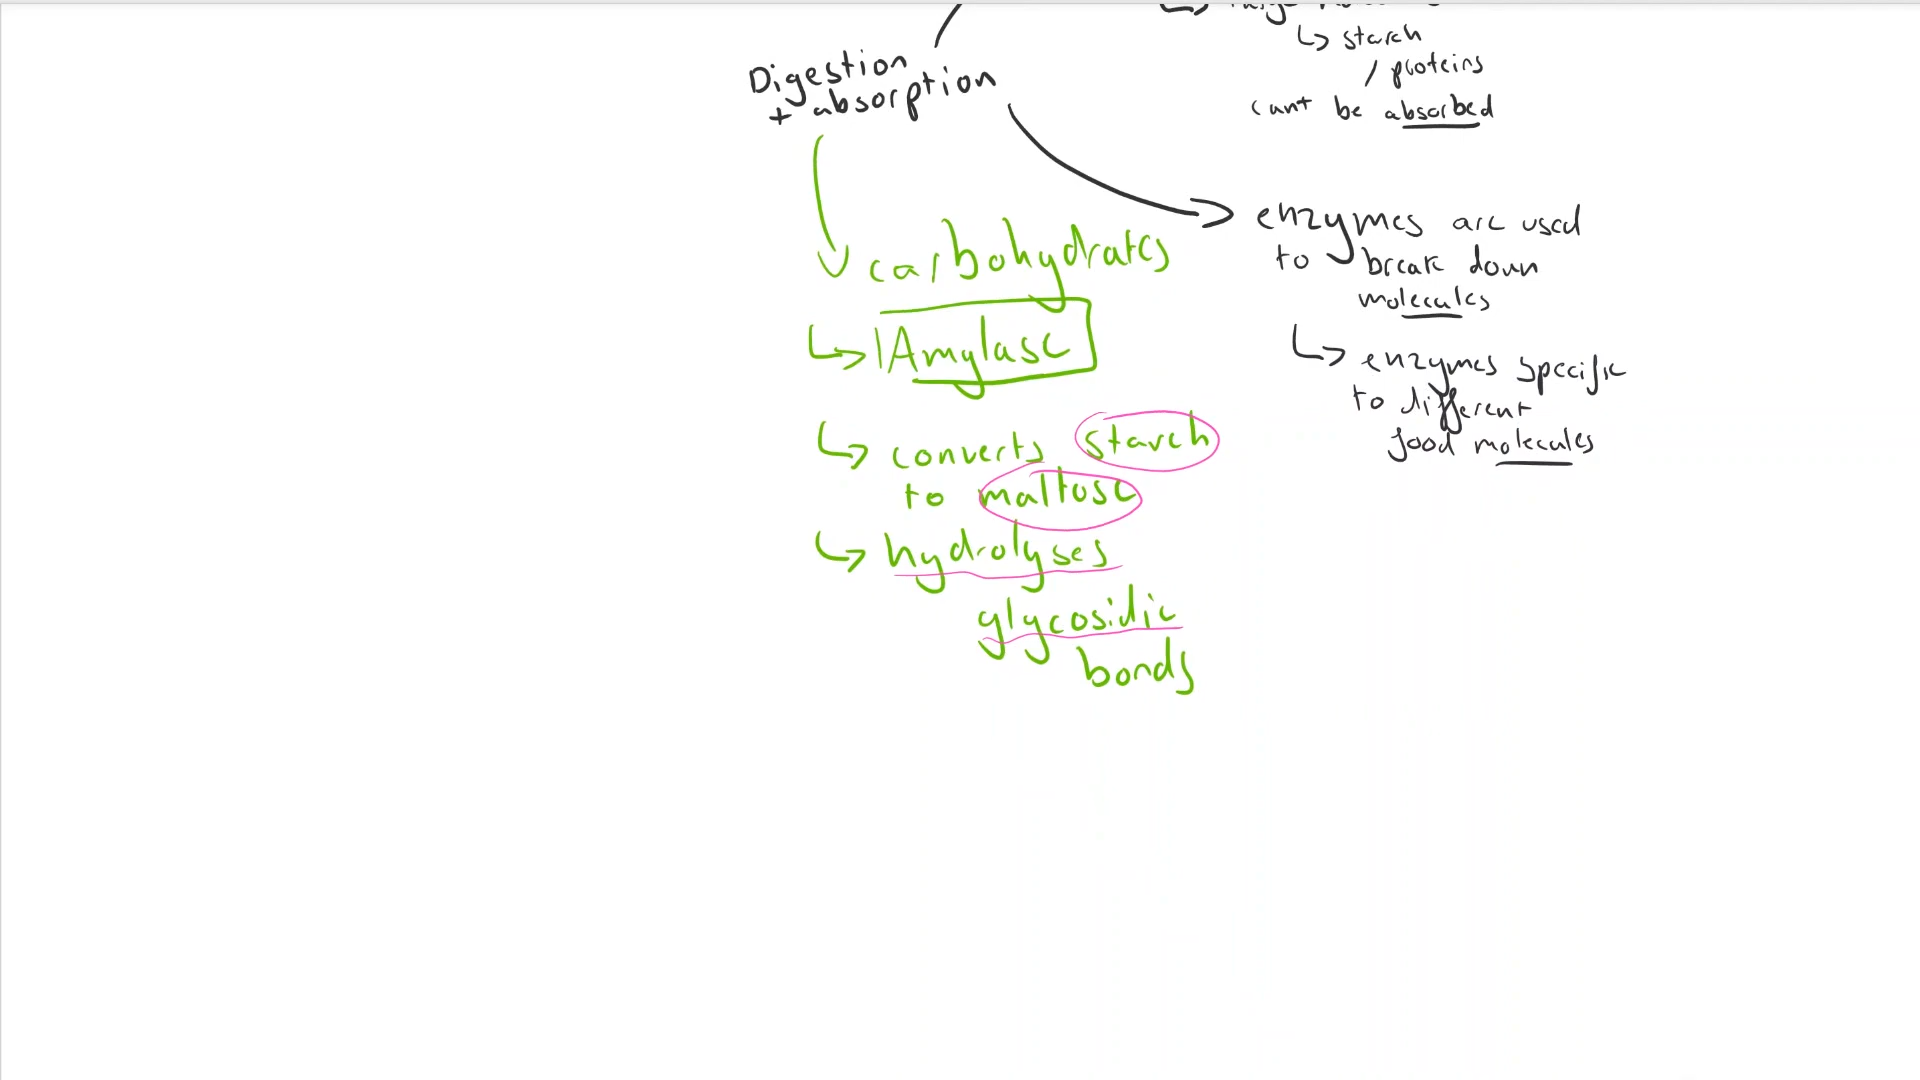 Digestion
+ absorption
↳ starch
/ proteins
cant be absorbed
enzymes are used
to break down
molecules
↳ enzymes specific
to different
food molecules
carbohydrates
↳ Amylase
↳ converts starch
to maltose
↳ hydrolyses
glycosidic
bonds